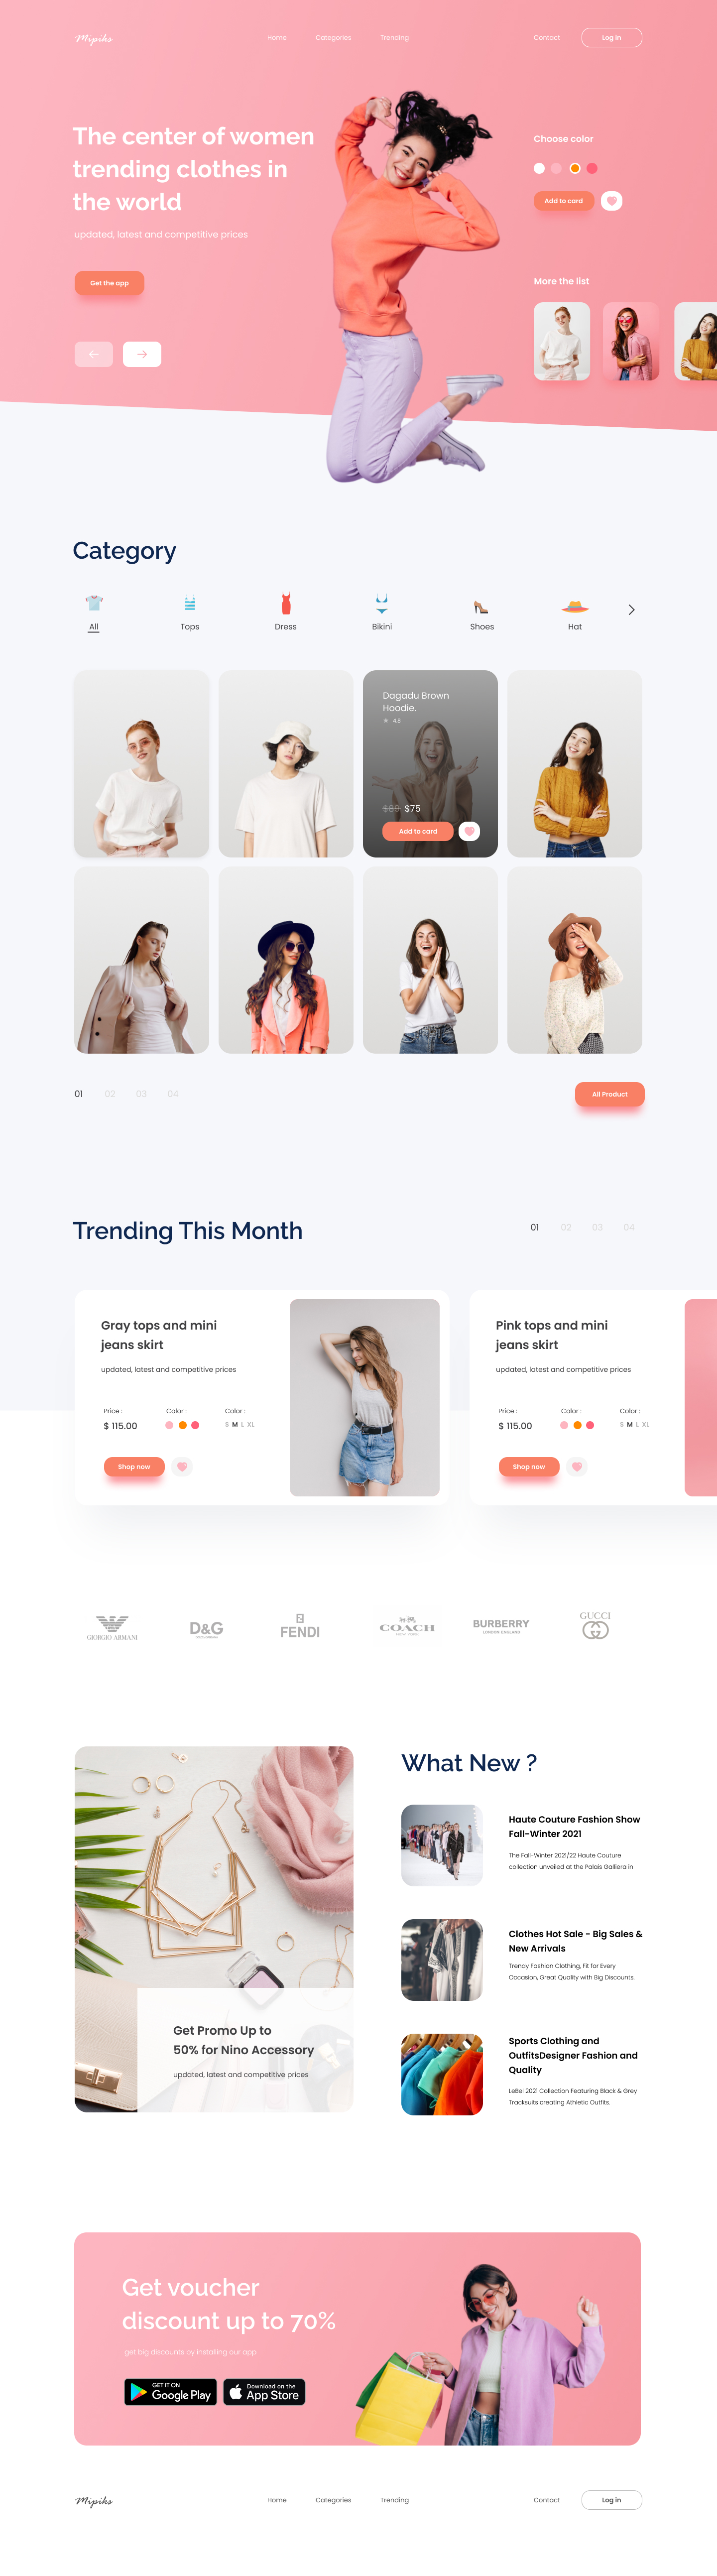 Mipiks
Home
Categories
Trending
Contact
Log in
The center of women
trending clothes in
the world
updated, latest and competitive prices
Get the app
Choose color
Add to card
More the list
Category
All
Tops
Dress
Bikini
Shoes
Hat
Dagadu Brown
Hoodie.
4.8
$89 $75
Add to card
01 02 03 04
All Product
Trending This Month
01 02 03 04
Gray tops and mini
jeans skirt
updated, latest and competitive prices
Price : Color : Color :
$ 115.00 S M L XL
Shop now
Pink tops and mini
jeans skirt
updated, latest and competitive prices
Price : Color : Color :
$ 115.00 S M L XL
Shop now
GIORGIO ARMANI
D&G
FENDI
COACH
NEW YORK
BURBERRY
LONDON ENGLAND
GUCCI
What New ?
Haute Couture Fashion Show
Fall-Winter 2021
The Fall-Winter 2021/22 Haute Couture
collection unveiled at the Palais Galliera in
Clothes Hot Sale - Big Sales &
New Arrivals
Trendy Fashion Clothing, Fit for Every
Occasion, Great Quality with Big Discounts.
Sports Clothing and
OutfitsDesigner Fashion and
Quality
LeBel 2021 Collection Featuring Black & Grey
Tracksuits creating Athletic Outfits.
Get Promo Up to
50% for Nino Accessory
updated, latest and competitive prices
Get voucher
discount up to 70%
get big discounts by installing our app
GET IT ON
Google Play
Download on the
App Store
Mipiks
Home
Categories
Trending
Contact
Log in